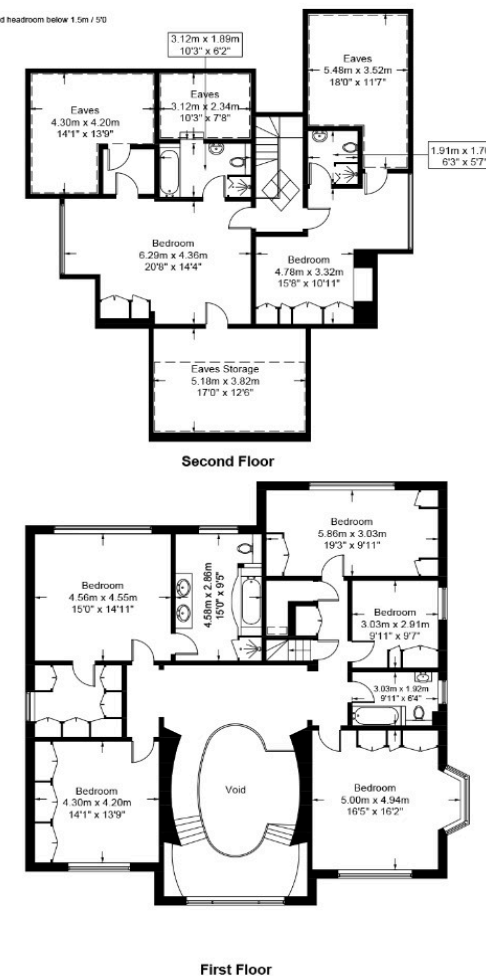 d headroom below 1.5m / 5'0
3.12m x 1.89m
10'3" x 6'2"
Eaves
5.48m x 3.52m
18'0" x 11'7"
Eaves
4.30m x 4.20m
14'1" x 13'9"
Eaves
3.12m x 2.34m
10'3" x 7'8"
1.91m x 1.70
6'3" x 5'7"
Bedroom
6.29m x 4.36m
20'8" x 14'4"
Bedroom
4.78m x 3.32m
15'8" x 10'11"
Eaves Storage
5.18m x 3.82m
17'0" x 12'6"
Second Floor
Bedroom
5.86m x 3.03m
19'3" x 9'11"
Bedroom
4.56m x 4.55m
15'0" x 14'11"
4.58m x 2.86m
15'0" x 9'5"
Bedroom
3.03m x 2.91m
9'11" x 9'7"
3.03m x 1.92m
9'11" x 6'4"
Bedroom
4.30m x 4.20m
14'1" x 13'9"
Void
Bedroom
5.00m x 4.94m
16'5" x 16'2"
First Floor